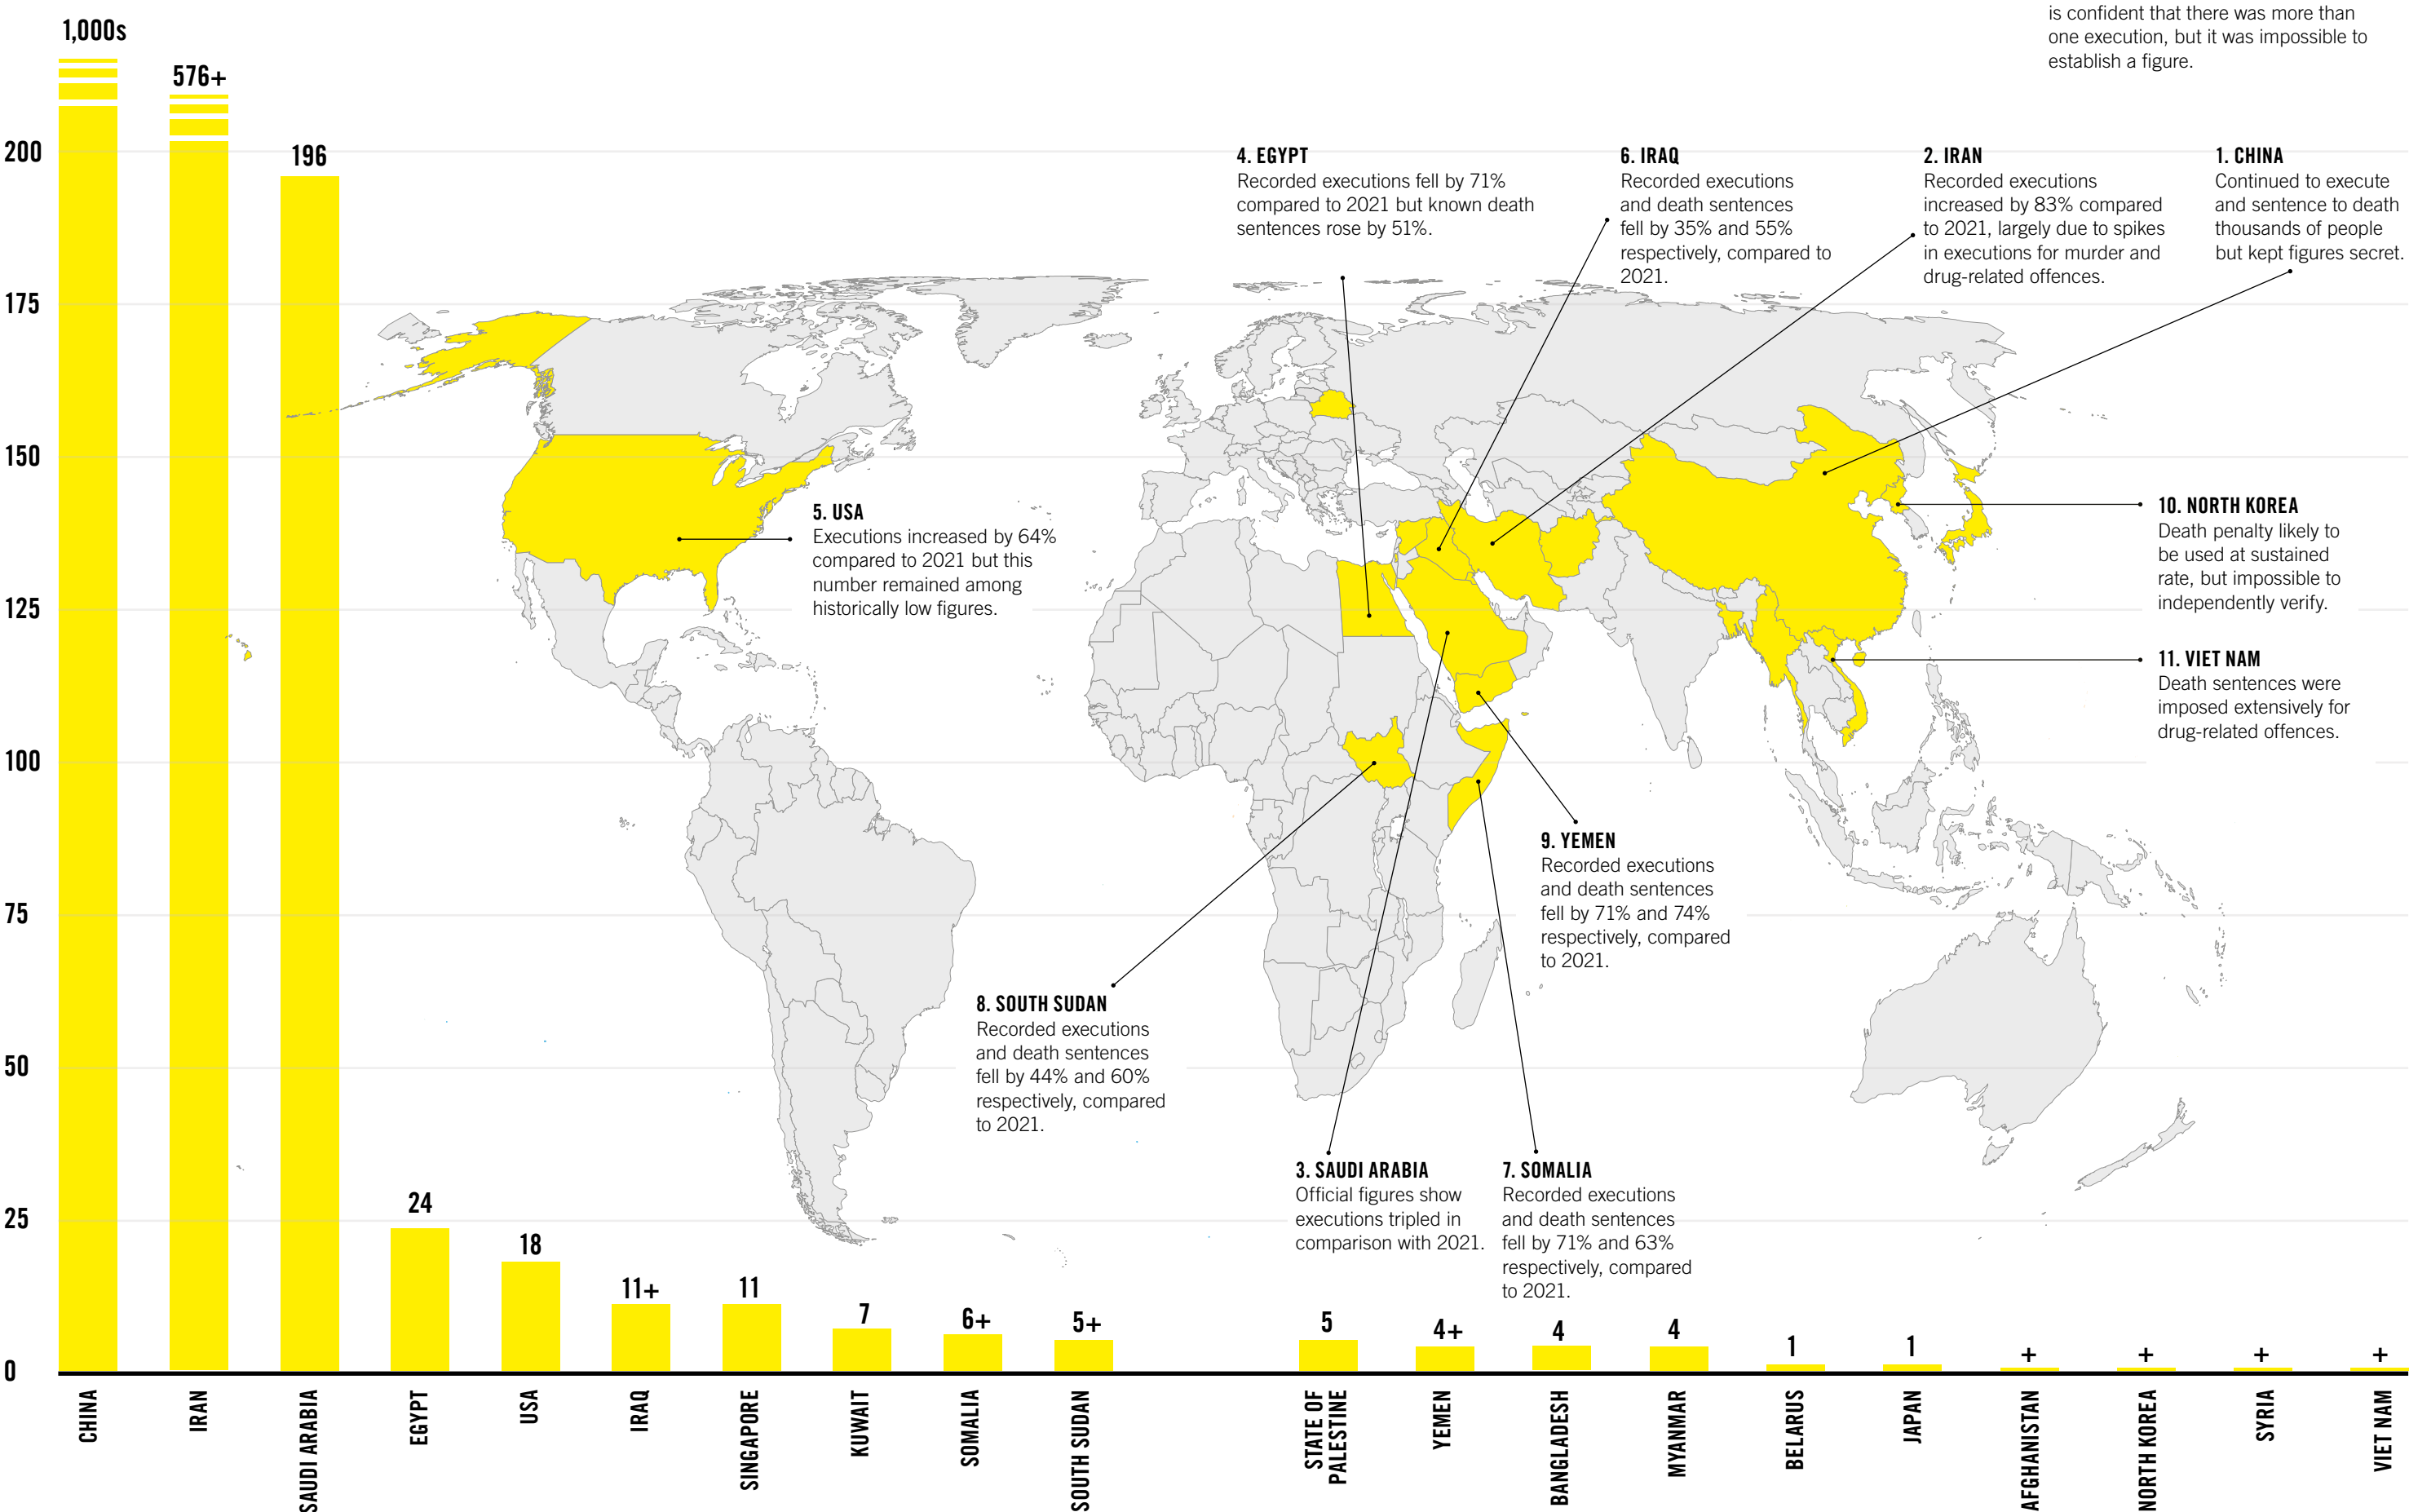 is confident that there was more than
one execution, but it was impossible to
establish a figure.
1,000s
576+
196
200
175
150
125
100
75
50
25
0
4. EGYPT
Recorded executions fell by 71%
compared to 2021 but known death
sentences rose by 51%.
6. IRAQ
Recorded executions
and death sentences
fell by 35% and 55%
respectively, compared to
2021.
2. IRAN
Recorded executions
increased by 83% compared
to 2021, largely due to spikes
in executions for murder and
drug-related offences.
1. CHINA
Continued to execute
and sentence to death
thousands of people
but kept figures secret.
5. USA
Executions increased by 64%
compared to 2021 but this
number remained among
historically low figures.
10. NORTH KOREA
Death penalty likely to
be used at sustained
rate, but impossible to
independently verify.
11. VIET NAM
Death sentences were
imposed extensively for
drug-related offences.
9. YEMEN
Recorded executions
and death sentences
fell by 71% and 74%
respectively, compared
to 2021.
8. SOUTH SUDAN
Recorded executions
and death sentences
fell by 44% and 60%
respectively, compared
to 2021.
3. SAUDI ARABIA
Official figures show
executions tripled in
comparison with 2021.
7. SOMALIA
Recorded executions
and death sentences
fell by 71% and 63%
respectively, compared
to 2021.
24
18
11+
11
7
6+
5+
5
4+
4
4
1
1
+
+
+
+
CHINA
IRAN
SAUDI ARABIA
EGYPT
USA
IRAQ
SINGAPORE
KUWAIT
SOMALIA
SOUTH SUDAN
STATE OF
PALESTINE
YEMEN
BANGLADESH
MYANMAR
BELARUS
JAPAN
AFGHANISTAN
NORTH KOREA
SYRIA
VIET NAM